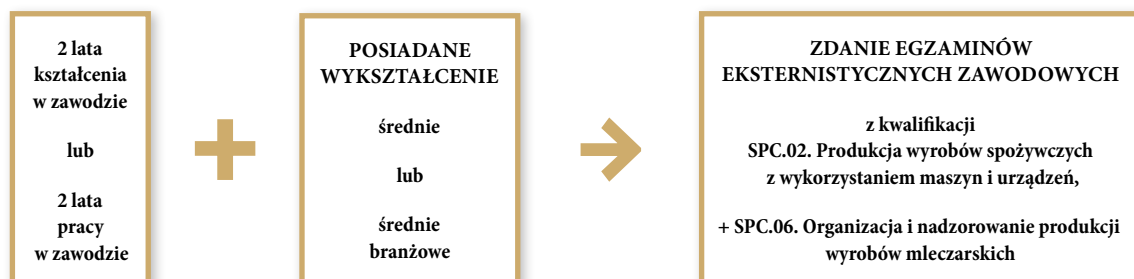 2 lata
kształcenia
w zawodzie
lub
2 lata
pracy
w zawodzie
POSIADANE
WYKSZTAŁCENIE
średnie
lub
średnie
branżowe
ZDANIE EGZAMINÓW
EKSTERNISTYCZNYCH ZAWODOWYCH
z kwalifikacji
SPC.02. Produkcja wyrobów spożywczych
z wykorzystaniem maszyn i urządzeń,
+ SPC.06. Organizacja i nadzorowanie produkcji
wyrobów mleczarskich